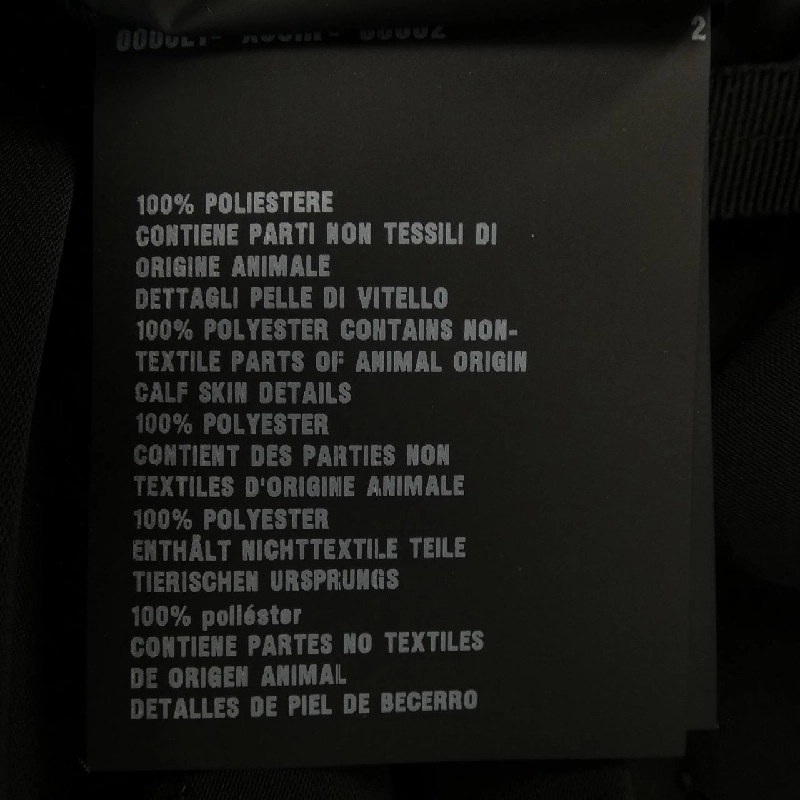 2
100% POLIESTERE
CONTIENE PARTI NON TESSILI DI
ORIGINE ANIMALE
DETTAGLI PELLE DI VITELLO
100% POLYESTER CONTAINS NON-
TEXTILE PARTS OF ANIMAL ORIGIN
CALF SKIN DETAILS
100% POLYESTER
CONTIENT DES PARTIES NON
TEXTILES D'ORIGINE ANIMALE
100% POLYESTER
ENTHÄLT NICHTTEXTILE TEILE
TIERISCHEN URSPRUNGS
100% poliéster
CONTIENE PARTES NO TEXTILES
DE ORIGEN ANIMAL
DETALLES DE PIEL DE BECERRO